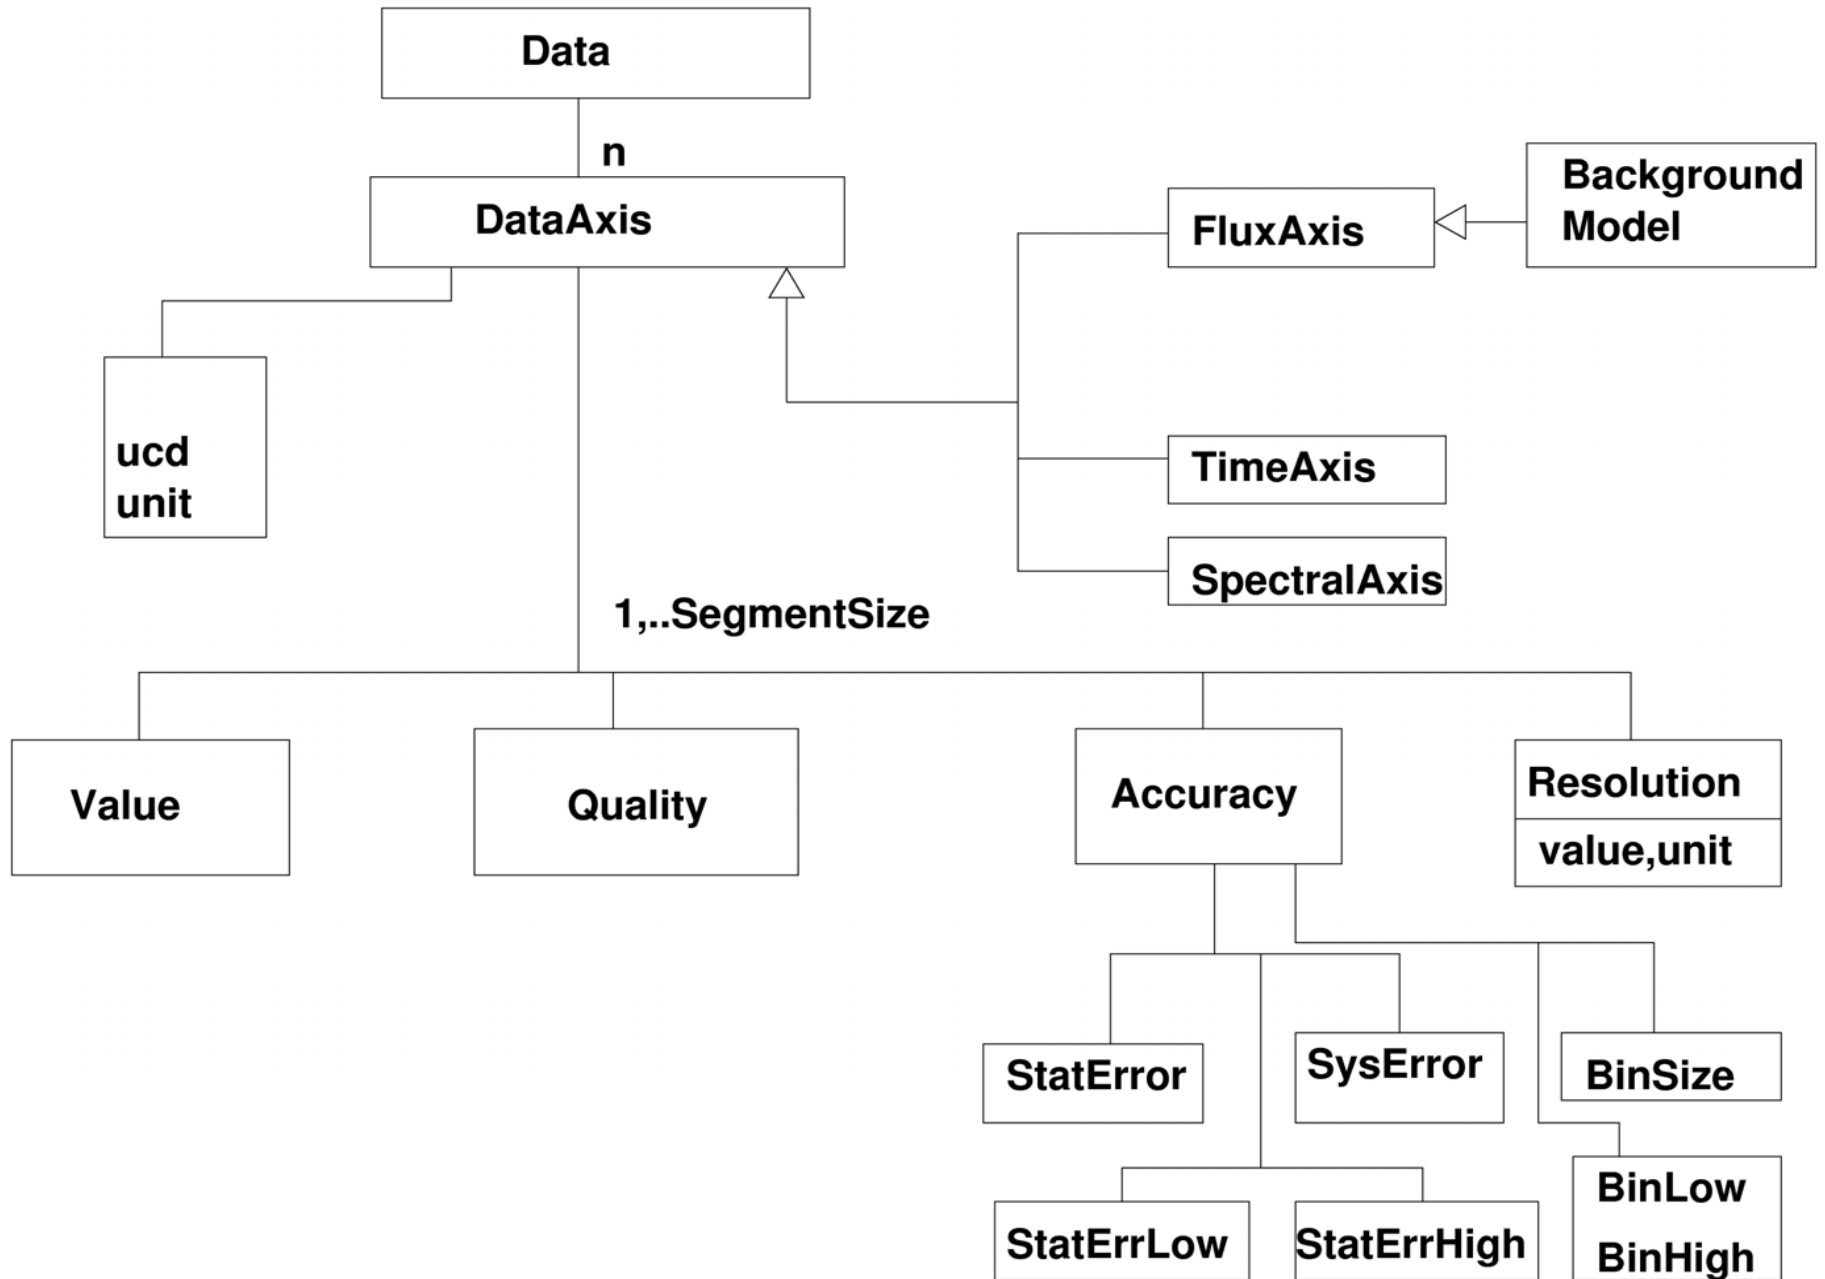 Data
n
DataAxis
Background
Model
FluxAxis
ucd
unit
TimeAxis
SpectralAxis
1,..SegmentSize
Value
Quality
Accuracy
Resolution
value,unit
StatError
SysError
BinSize
StatErrLow
StatErrHigh
BinLow
BinHigh